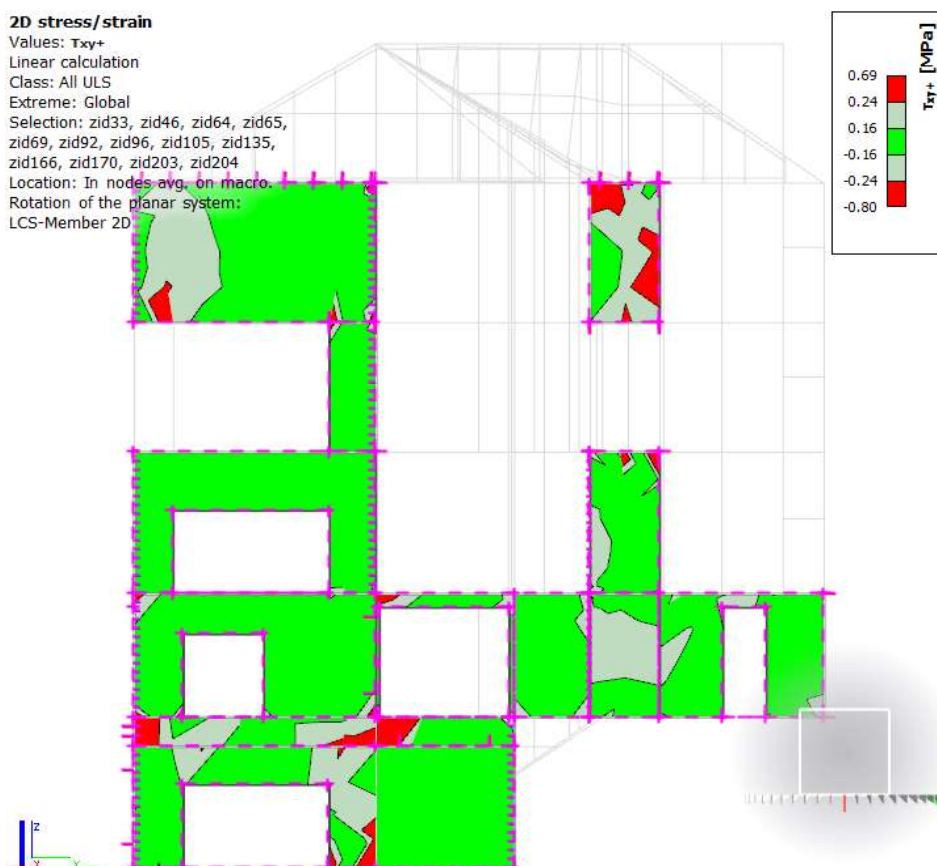 2D stress/strain
Values: Txy+
Linear calculation
Class: All ULS
Extreme: Global
Selection: zid33, zid46, zid64, zid65,
zid69, zid92, zid96, zid105, zid135,
zid166, zid170, zid203, zid204
Location: In nodes avg. on macro.
Rotation of the planar system:
LCS-Member 2D
Txy+ [MPa]
0.69
0.24
0.16
-0.16
-0.24
-0.80
z
x
Y